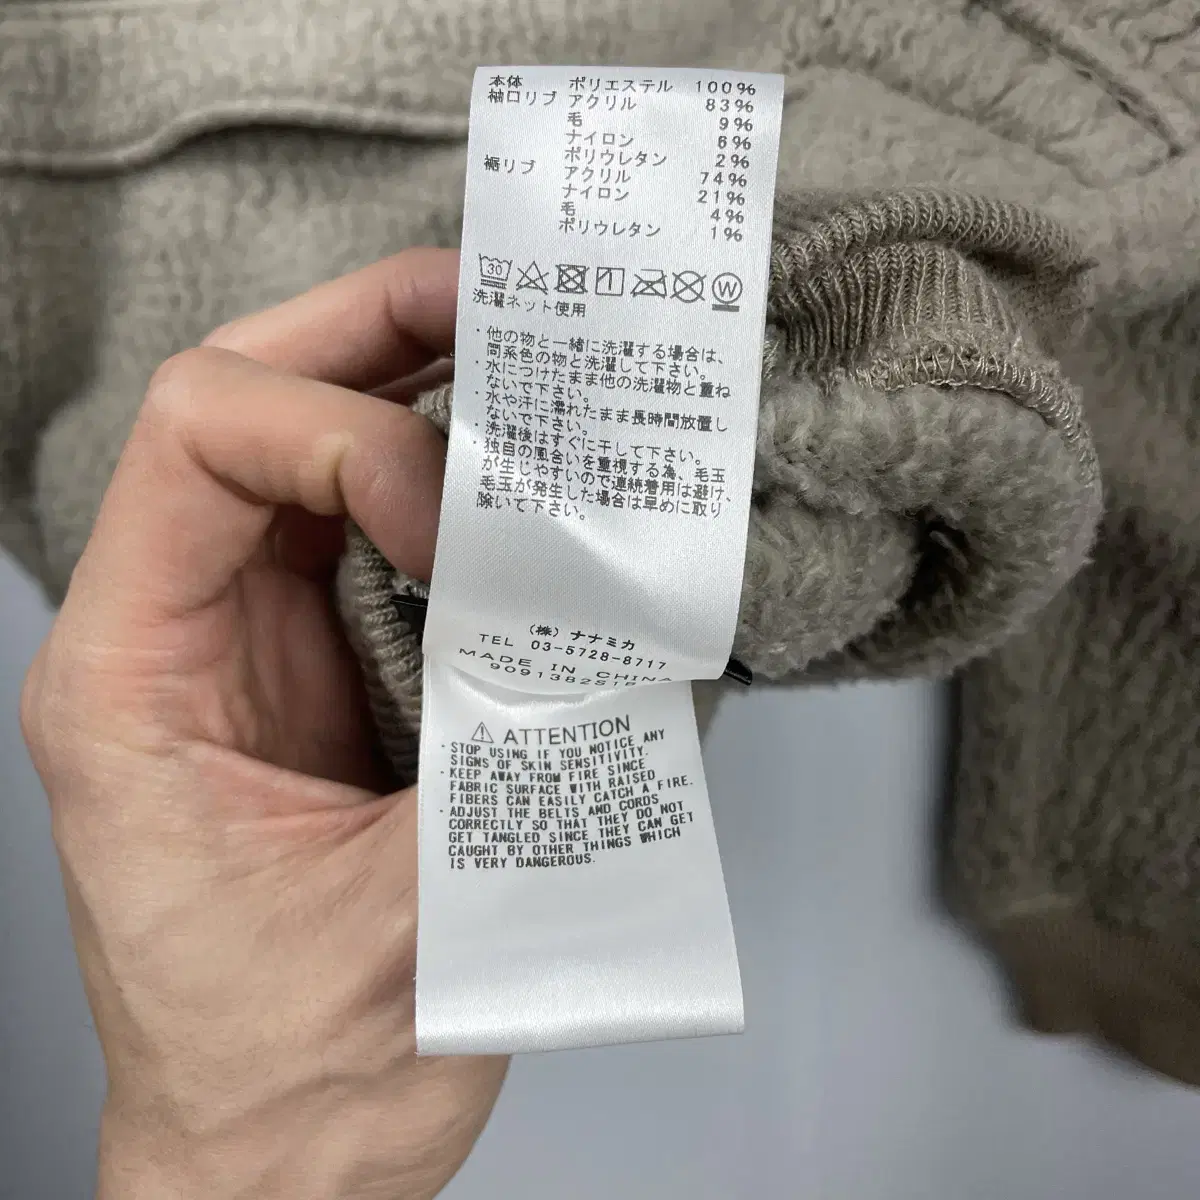 本体 ポリエステル 100%
袖口リブ アクリル 83%
毛 9%
ナイロン 6%
ポリウレタン 2%
裾リブ アクリル 74%
ナイロン 21%
毛 4%
ポリウレタン 1%
30 W
洗濯ネット使用
・他の物と一緒に洗濯する場合は、
同系色の物と洗濯して下さい。
・水につけたまま他の洗濯物と重ね
ないで下さい。
・水や汗に濡れたまま長時間放置し
ないで下さい。
・洗濯後はすぐに干して下さい。
・独自の風合いを重視する為、毛玉
が生じやすいので連続着用は避け、
毛玉が発生した場合は早めに取り
除いて下さい。
(株) ナナミカ
TEL 03-5728-8717
MADE IN CHINA
⚠ ATTENTION
・STOP USING IF YOU NOTICE ANY
SIGNS OF SKIN SENSITIVITY.
・KEEP AWAY FROM FIRE SINCE
FABRIC SURFACE WITH RAISED
FIBERS CAN EASILY CATCH A FIRE.
・ADJUST THE BELTS AND CORDS
CORRECTLY SO THAT THEY DO NOT
GET TANGLED SINCE THEY CAN GET
CAUGHT BY OTHER THINGS WHICH
IS VERY DANGEROUS.